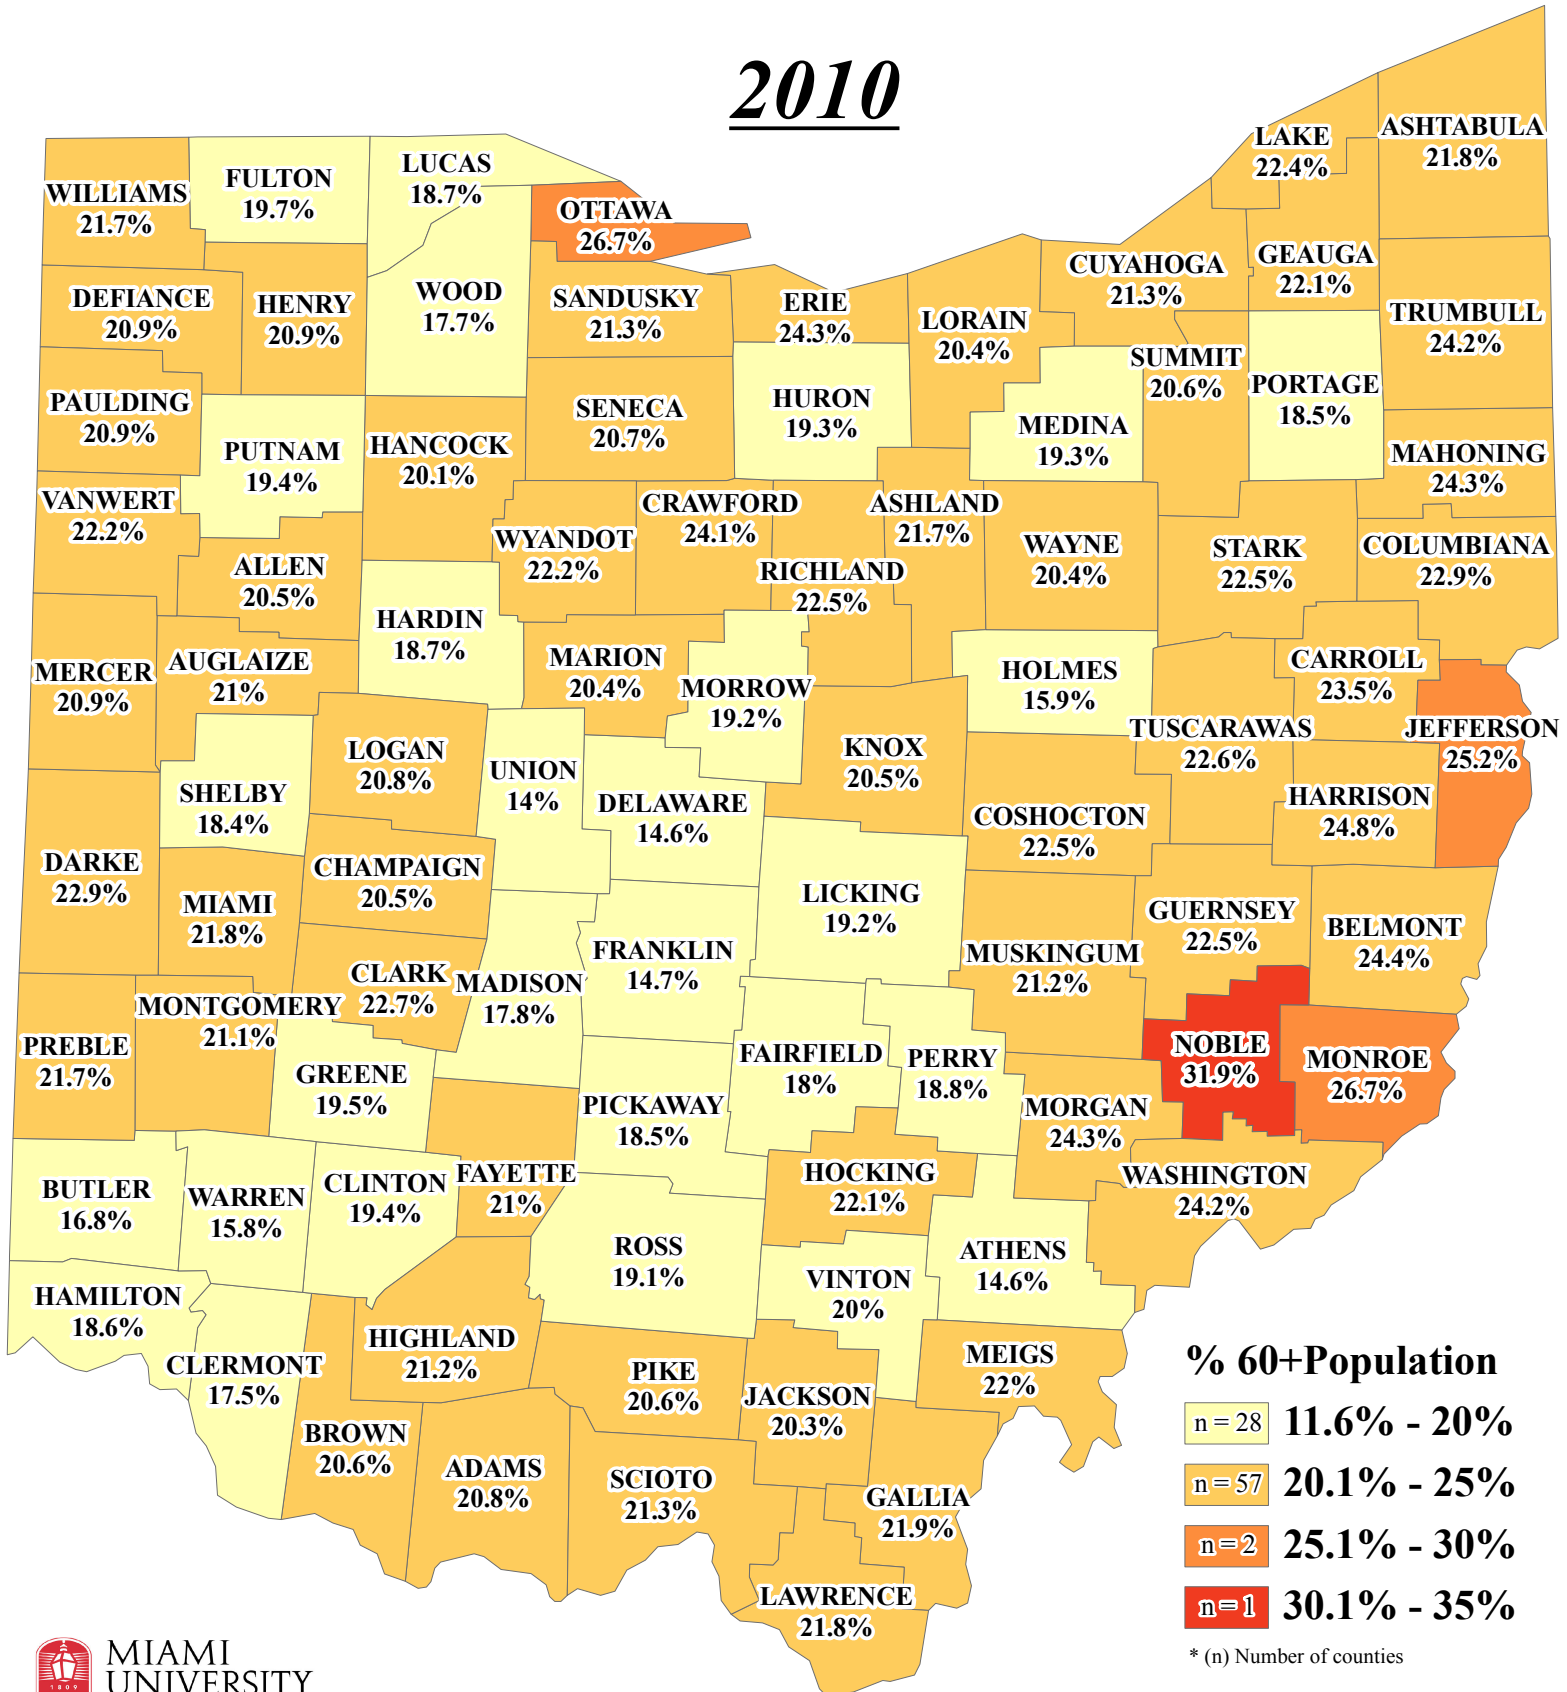 2010
LAKE
22.4%
ASHTABULA
21.8%
WILLIAMS
21.7%
FULTON
19.7%
LUCAS
18.7%
OTTAWA
26.7%
DEFIANCE
20.9%
HENRY
20.9%
WOOD
17.7%
SANDUSKY
21.3%
ERIE
24.3%
LORAIN
20.4%
CUYAHOGA
21.3%
GEAUGA
22.1%
TRUMBULL
24.2%
PAULDING
20.9%
PUTNAM
19.4%
HANCOCK
20.1%
SENECA
20.7%
HURON
19.3%
MEDINA
19.3%
SUMMIT
20.6%
PORTAGE
18.5%
MAHONING
24.3%
VANWERT
22.2%
ALLEN
20.5%
WYANDOT
22.2%
CRAWFORD
24.1%
RICHLAND
22.5%
ASHLAND
21.7%
WAYNE
20.4%
STARK
22.5%
COLUMBIANA
22.9%
MERCER
20.9%
AUGLAIZE
21%
HARDIN
18.7%
MARION
20.4%
MORROW
19.2%
HOLMES
15.9%
CARROLL
23.5%
TUSCARAWAS
22.6%
JEFFERSON
25.2%
SHELBY
18.4%
LOGAN
20.8%
UNION
14%
DELAWARE
14.6%
KNOX
20.5%
COSHOCTON
22.5%
HARRISON
24.8%
DARKE
22.9%
MIAMI
21.8%
CHAMPAIGN
20.5%
LICKING
19.2%
GUERNSEY
22.5%
BELMONT
24.4%
CLARK
22.7%
MADISON
17.8%
FRANKLIN
14.7%
MUSKINGUM
21.2%
PREBLE
21.7%
MONTGOMERY
21.1%
GREENE
19.5%
FAIRFIELD
18%
PERRY
18.8%
NOBLE
31.9%
MONROE
26.7%
PICKAWAY
18.5%
MORGAN
24.3%
BUTLER
16.8%
WARREN
15.8%
CLINTON
19.4%
FAYETTE
21%
HOCKING
22.1%
WASHINGTON
24.2%
ROSS
19.1%
VINTON
20%
ATHENS
14.6%
HAMILTON
18.6%
CLERMONT
17.5%
HIGHLAND
21.2%
PIKE
20.6%
JACKSON
20.3%
MEIGS
22%
BROWN
20.6%
ADAMS
20.8%
SCIOTO
21.3%
GALLIA
21.9%
LAWRENCE
21.8%
% 60+Population
n = 28 11.6% - 20%
n = 57 20.1% - 25%
n = 2 25.1% - 30%
n = 1 30.1% - 35%
* (n) Number of counties
1809
MIAMI
UNIVERSITY